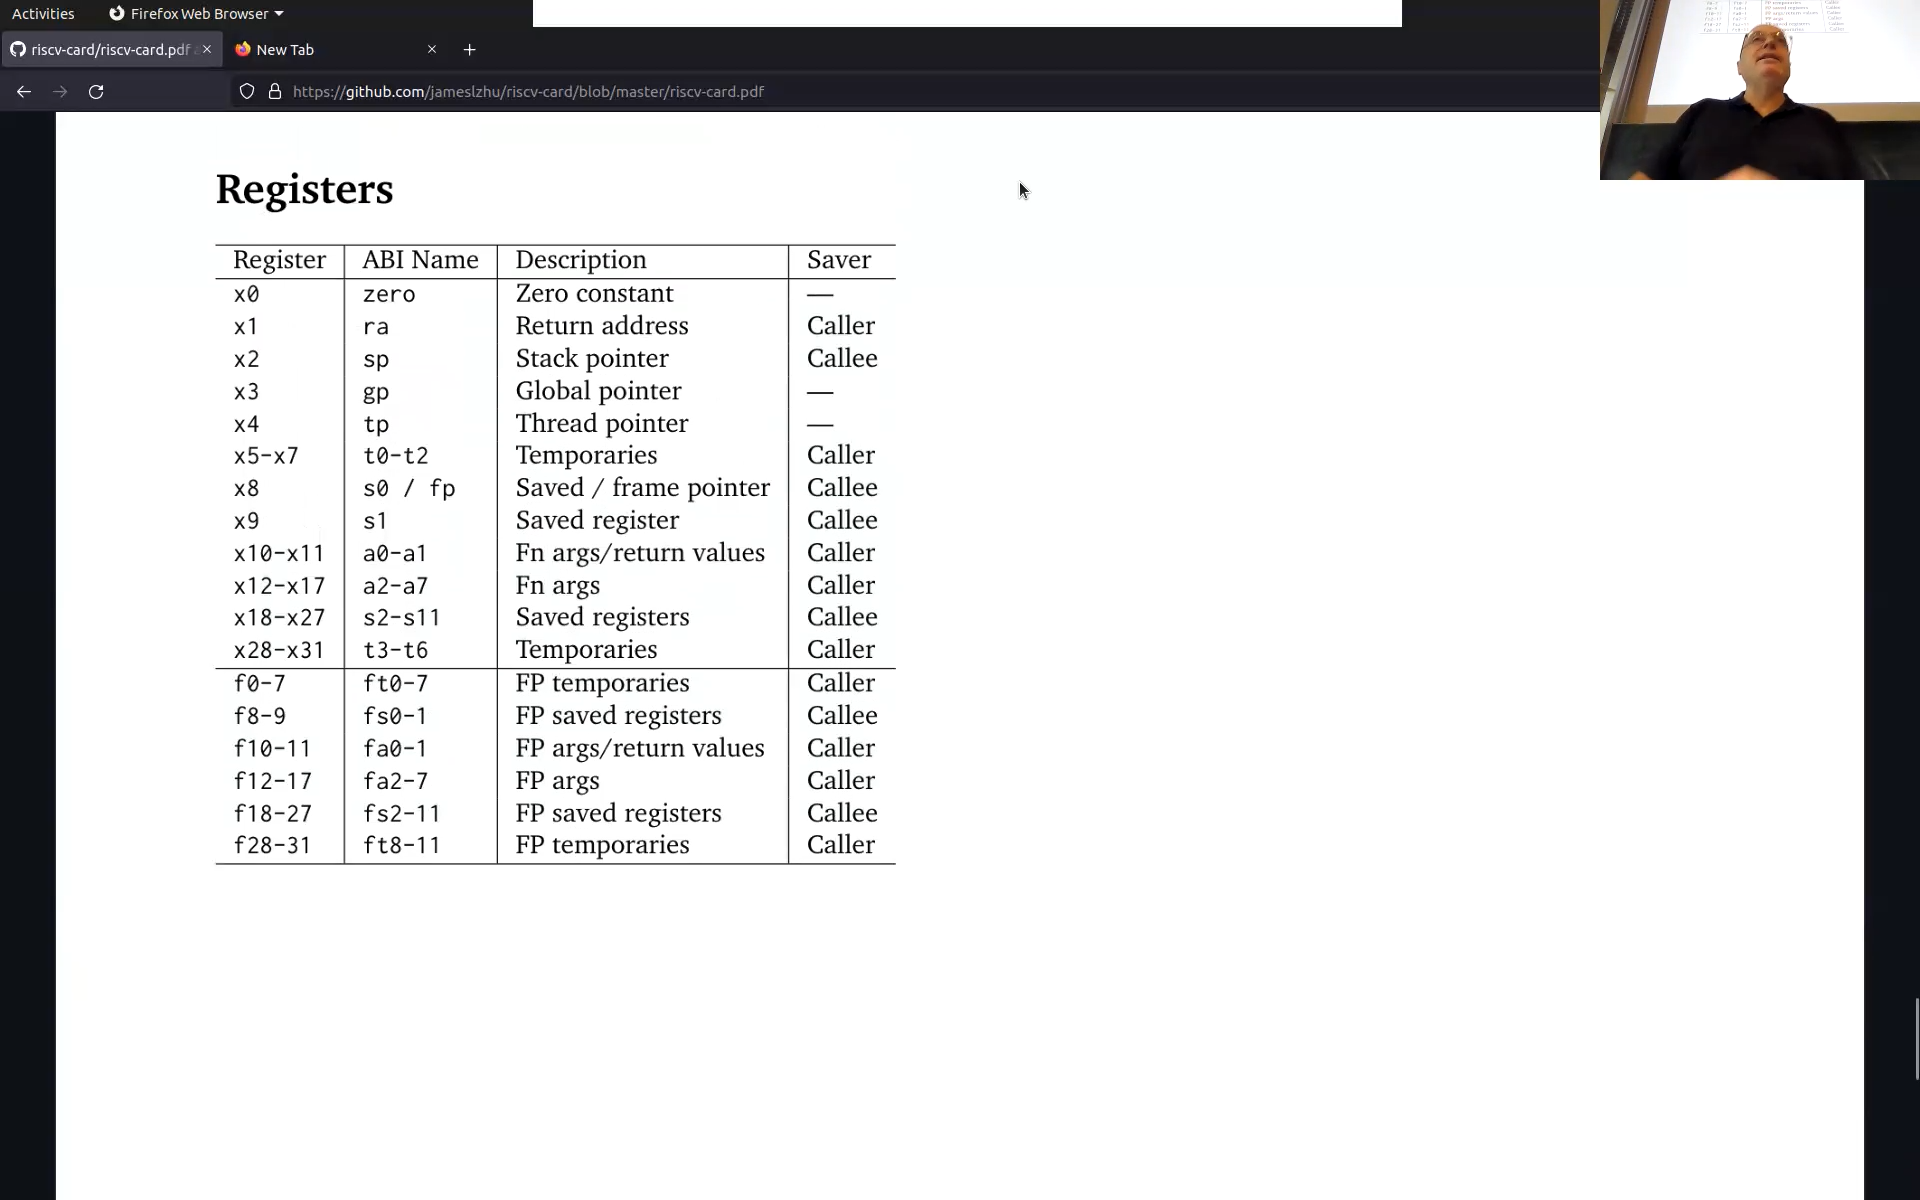 Activities Firefox Web Browser
riscv-card/riscv-card.pdf New Tab
https://github.com/jameslzhu/riscv-card/blob/master/riscv-card.pdf
Registers
Register ABI Name Description Saver
x0 zero Zero constant —
x1 ra Return address Caller
x2 sp Stack pointer Callee
x3 gp Global pointer —
x4 tp Thread pointer —
x5-x7 t0-t2 Temporaries Caller
x8 s0 / fp Saved / frame pointer Callee
x9 s1 Saved register Callee
x10-x11 a0-a1 Fn args/return values Caller
x12-x17 a2-a7 Fn args Caller
x18-x27 s2-s11 Saved registers Callee
x28-x31 t3-t6 Temporaries Caller
f0-7 ft0-7 FP temporaries Caller
f8-9 fs0-1 FP saved registers Callee
f10-11 fa0-1 FP args/return values Caller
f12-17 fa2-7 FP args Caller
f18-27 fs2-11 FP saved registers Callee
f28-31 ft8-11 FP temporaries Caller